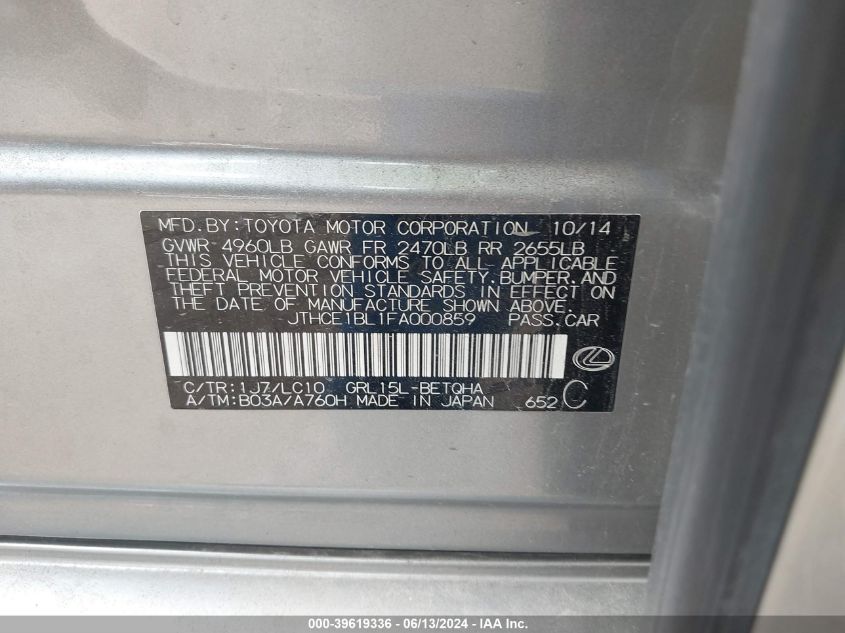 MFD.BY:TOYOTA MOTOR CORPORATION 10/14
GVWR 4960LB GAWR FR 2470LB RR 2655LB
THIS VEHICLE CONFORMS TO ALL APPLICABLE
FEDERAL MOTOR VEHICLE SAFETY,BUMPER,AND
THEFT PREVENTION STANDARDS IN EFFECT ON
THE DATE OF MANUFACTURE SHOWN ABOVE.
JTHCE1BL1FA000859 PASS.CAR
C/TR:1J7/LC10 GRL15L-BETQHA
A/TM:B03A/A760H MADE IN JAPAN 652 C
000-39619336 / 06/13/2024 - IAA Inc.